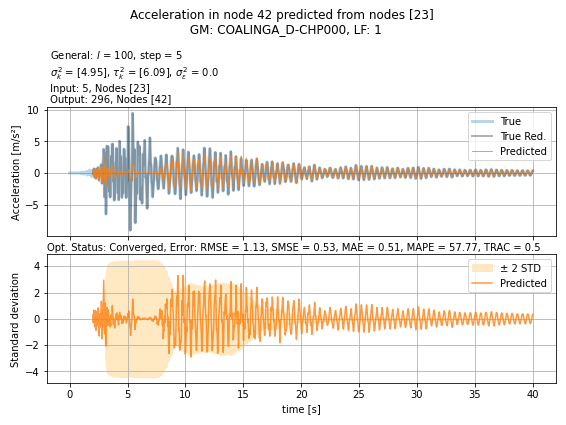 Acceleration in node 42 predicted from nodes [23]
GM: COALINGA_D-CHP000, LF: 1
General: l = 100, step = 5
σ²ₖ = [4.95], τ²ₖ = [6.09], σ²ε = 0.0
Input: 5, Nodes [23]
Output: 296, Nodes [42]
10
5
0
−5
Acceleration [m/s²]
True
True Red.
Predicted
Opt. Status: Converged, Error: RMSE = 1.13, SMSE = 0.53, MAE = 0.51, MAPE = 57.77, TRAC = 0.5
4
2
0
−2
−4
Standard deviation
± 2 STD
Predicted
0 5 10 15 20 25 30 35 40
time [s]